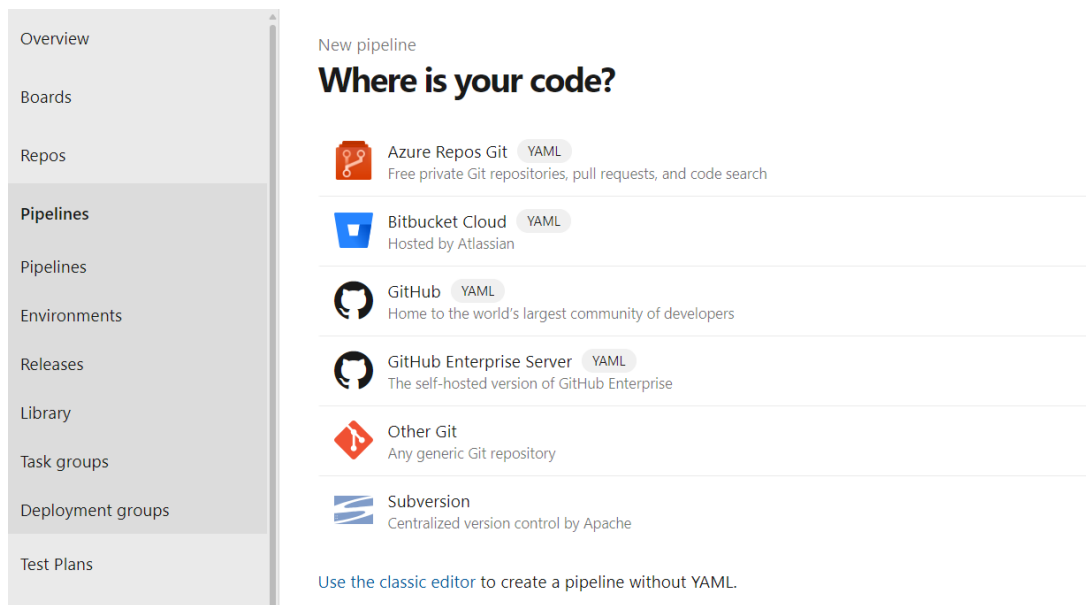 Overview
Boards
Repos
Pipelines
Pipelines
Environments
Releases
Library
Task groups
Deployment groups
Test Plans
New pipeline
Where is your code?
Azure Repos Git YAML
Free private Git repositories, pull requests, and code search
Bitbucket Cloud YAML
Hosted by Atlassian
GitHub YAML
Home to the world's largest community of developers
GitHub Enterprise Server YAML
The self-hosted version of GitHub Enterprise
Other Git
Any generic Git repository
Subversion
Centralized version control by Apache
Use the classic editor to create a pipeline without YAML.